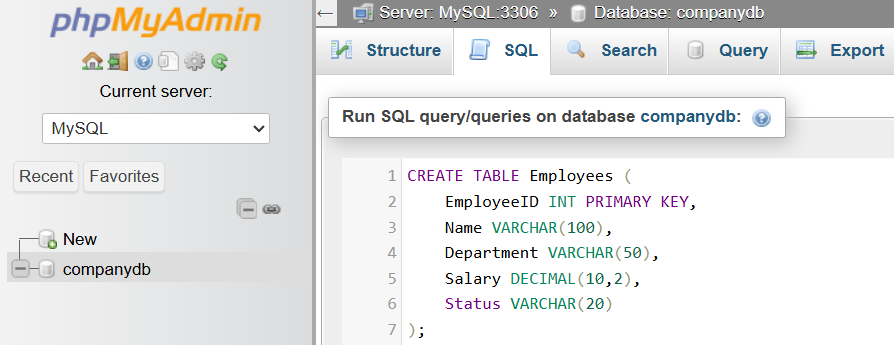 phpMyAdmin
Current server:
MySQL
Recent Favorites
New
companydb
← Server: MySQL:3306 » Database: companydb
Structure SQL Search Query Export
Run SQL query/queries on database companydb:
1 CREATE TABLE Employees (
2 EmployeeID INT PRIMARY KEY,
3 Name VARCHAR(100),
4 Department VARCHAR(50),
5 Salary DECIMAL(10,2),
6 Status VARCHAR(20)
7 );